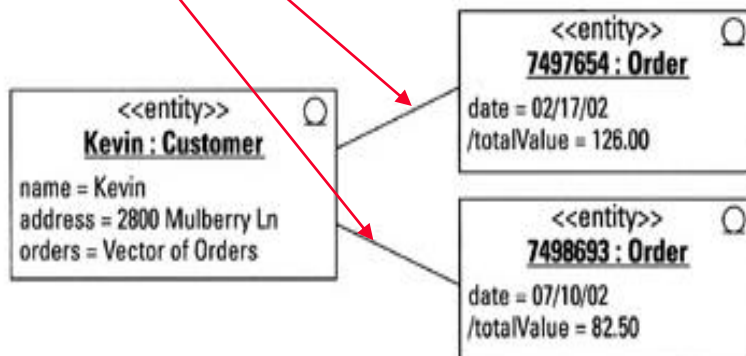 <<entity>>
Kevin : Customer
name = Kevin
address = 2800 Mulberry Ln
orders = Vector of Orders
<<entity>>
7497654 : Order
date = 02/17/02
/totalValue = 126.00
<<entity>>
7498693 : Order
date = 07/10/02
/totalValue = 82.50